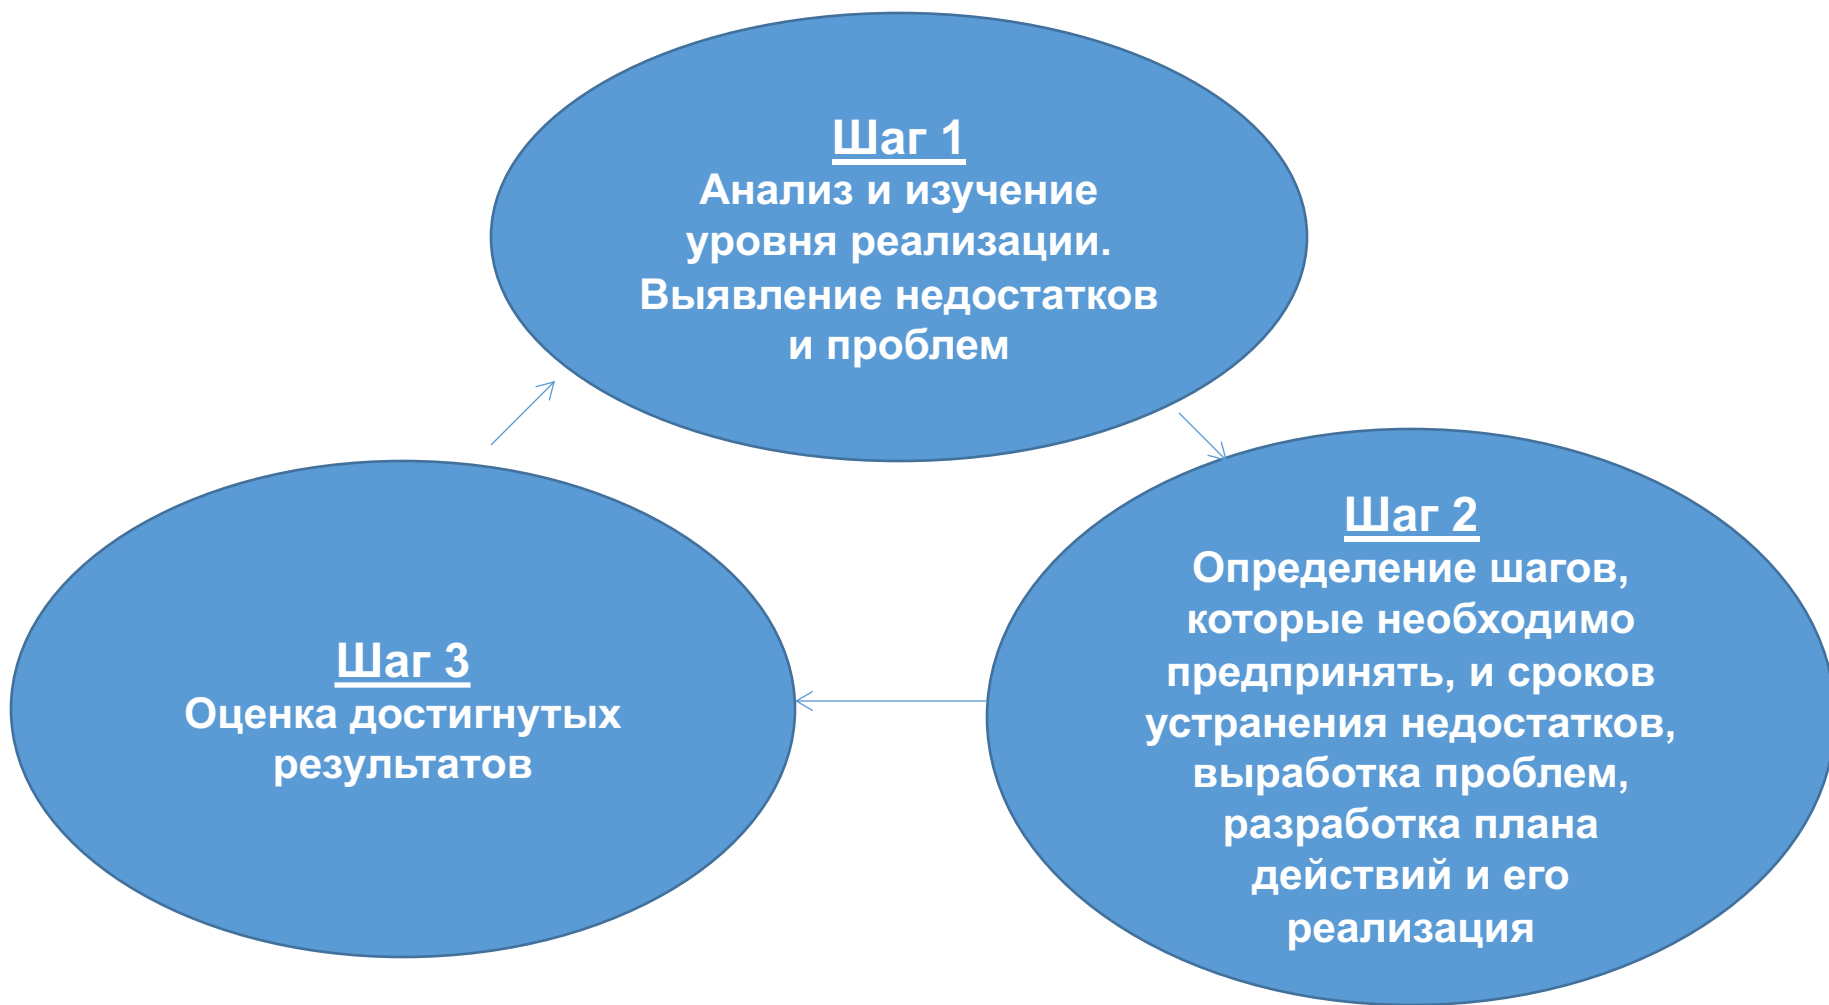 Шаг 1
Анализ и изучение
уровня реализации.
Выявление недостатков
и проблем
Шаг 2
Определение шагов,
которые необходимо
предпринять, и сроков
устранения недостатков,
выработка проблем,
разработка плана
действий и его
реализация
Шаг 3
Оценка достигнутых
результатов